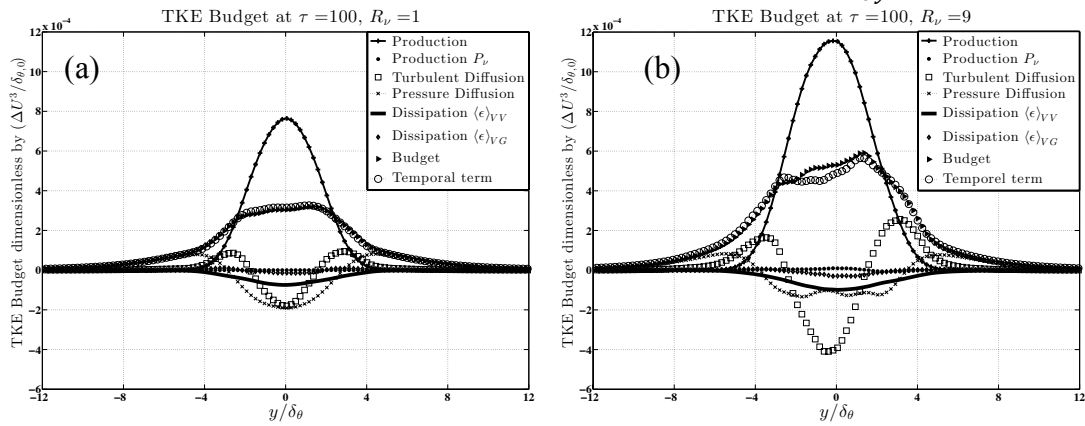 TKE Budget at τ =100, R_ν =1
12 x 10⁻⁴
10
8
6
4
2
0
−2
−4
−6
−12
−8
−4
0
4
8
12
y/δ_θ
TKE Budget dimensionless by (ΔU³/δ_θ,0)
(a)
Production
Production P_ν
Turbulent Diffusion
Pressure Diffusion
Dissipation ⟨ϵ⟩_VV
Dissipation ⟨ϵ⟩_VG
Budget
Temporal term
TKE Budget at τ =100, R_ν =9
12 x 10⁻⁴
10
8
6
4
2
0
−2
−4
−6
−12
−8
−4
0
4
8
12
y/δ_θ
TKE Budget dimensionless by (ΔU³/δ_θ,0)
(b)
Production
Production P_ν
Turbulent Diffusion
Pressure Diffusion
Dissipation ⟨ϵ⟩_VV
Dissipation ⟨ϵ⟩_VG
Budget
Temporel term